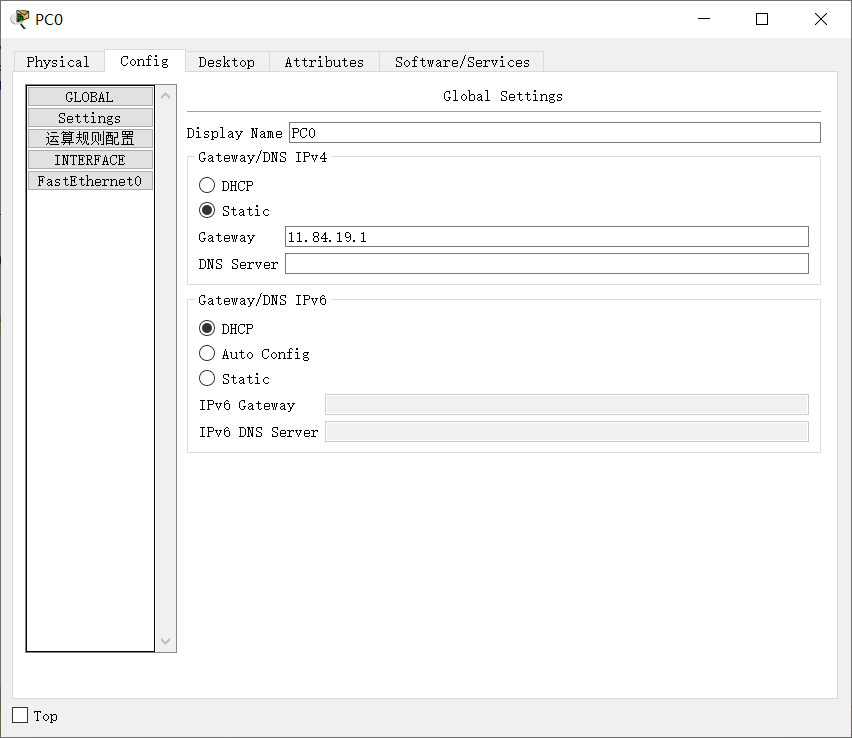 PC0
Physical Config Desktop Attributes Software/Services
GLOBAL
Settings
运算规则配置
INTERFACE
FastEthernet0
Global Settings
Display Name PC0
Gateway/DNS IPv4
DHCP
Static
Gateway 11.84.19.1
DNS Server
Gateway/DNS IPv6
DHCP
Auto Config
Static
IPv6 Gateway
IPv6 DNS Server
Top